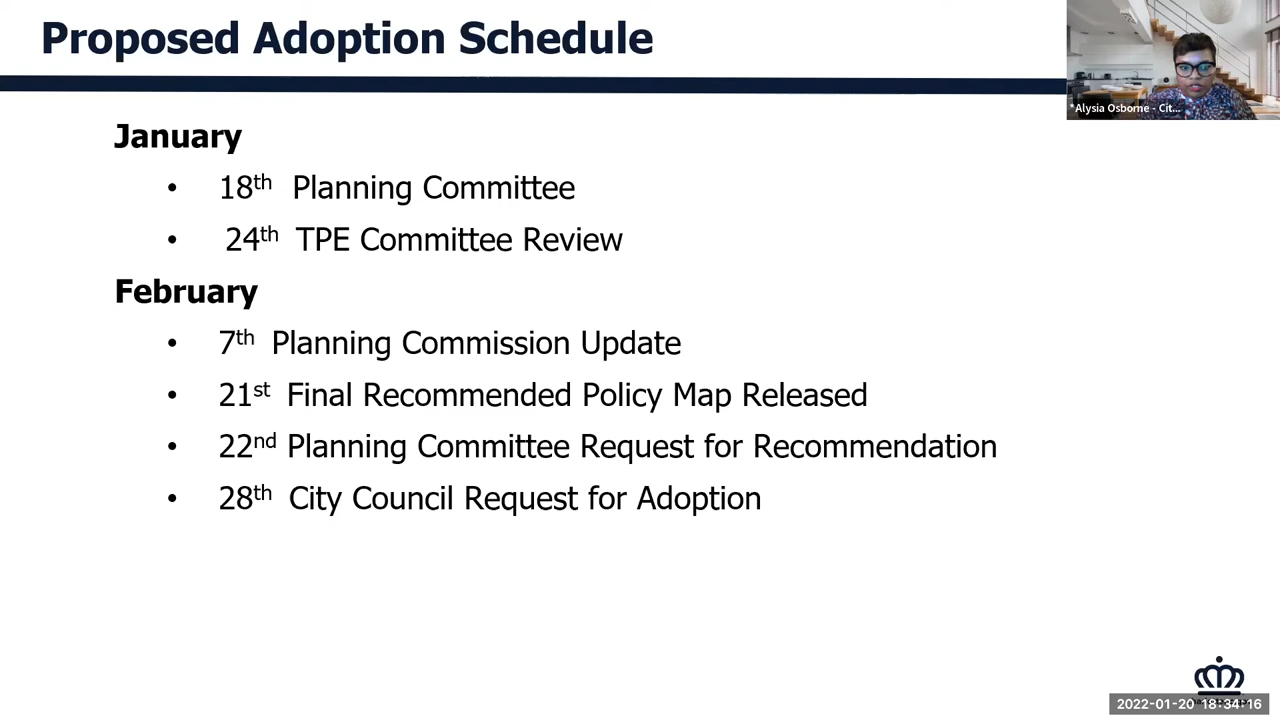 Proposed Adoption Schedule
*Alysia Osborne - Cit...
January
• 18th Planning Committee
• 24th TPE Committee Review
February
• 7th Planning Commission Update
• 21st Final Recommended Policy Map Released
• 22nd Planning Committee Request for Recommendation
• 28th City Council Request for Adoption
2022-01-20 18:34:16